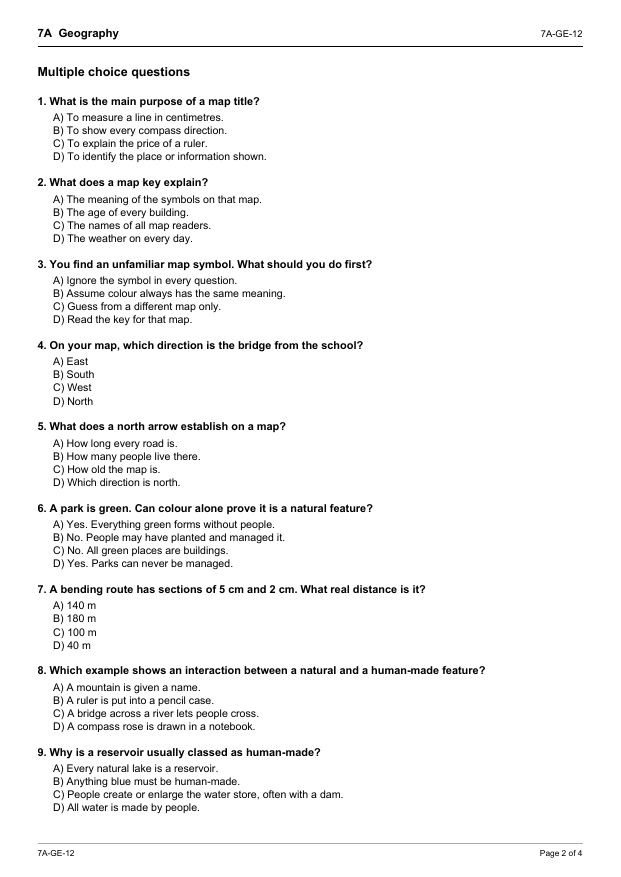 7A Geography
7A-GE-12
Multiple choice questions
1. What is the main purpose of a map title?
A) To measure a line in centimetres.
B) To show every compass direction.
C) To explain the price of a ruler.
D) To identify the place or information shown.
2. What does a map key explain?
A) The meaning of the symbols on that map.
B) The age of every building.
C) The names of all map readers.
D) The weather on every day.
3. You find an unfamiliar map symbol. What should you do first?
A) Ignore the symbol in every question.
B) Assume colour always has the same meaning.
C) Guess from a different map only.
D) Read the key for that map.
4. On your map, which direction is the bridge from the school?
A) East
B) South
C) West
D) North
5. What does a north arrow establish on a map?
A) How long every road is.
B) How many people live there.
C) How old the map is.
D) Which direction is north.
6. A park is green. Can colour alone prove it is a natural feature?
A) Yes. Everything green forms without people.
B) No. People may have planted and managed it.
C) No. All green places are buildings.
D) Yes. Parks can never be managed.
7. A bending route has sections of 5 cm and 2 cm. What real distance is it?
A) 140 m
B) 180 m
C) 100 m
D) 40 m
8. Which example shows an interaction between a natural and a human-made feature?
A) A mountain is given a name.
B) A ruler is put into a pencil case.
C) A bridge across a river lets people cross.
D) A compass rose is drawn in a notebook.
9. Why is a reservoir usually classed as human-made?
A) Every natural lake is a reservoir.
B) Anything blue must be human-made.
C) People create or enlarge the water store, often with a dam.
D) All water is made by people.
7A-GE-12
Page 2 of 4